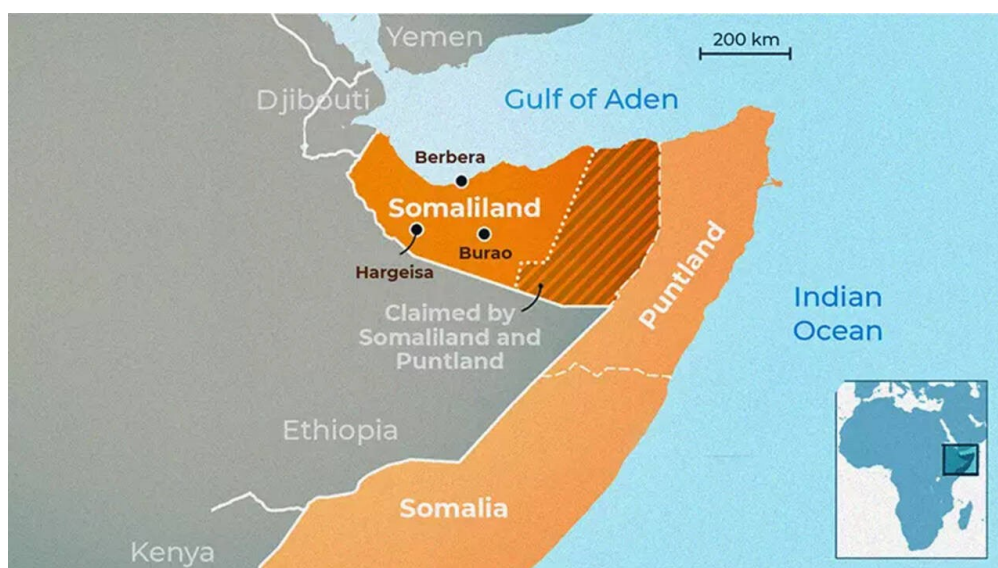 Yemen
200 km
Djibouti
Gulf of Aden
Berbera
Somaliland
Burao
Hargeisa
Puntland
Claimed by
Somaliland and
Puntland
Indian
Ocean
Ethiopia
Somalia
Kenya